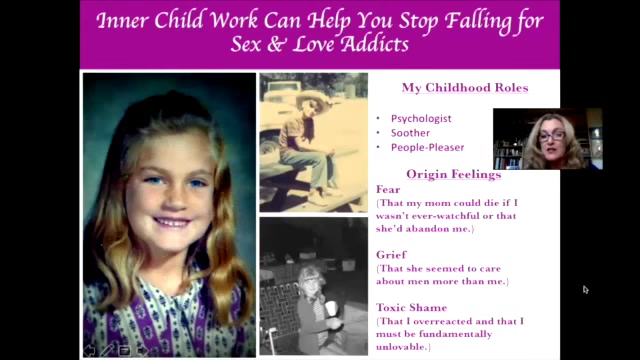 Inner Child Work Can Help You Stop Falling for
Sex & Love Addicts
My Childhood Roles
• Psychologist
• Soother
• People-Pleaser
Origin Feelings
Fear
(That my mom could die if I
wasn't ever-watchful or that
she'd abandon me.)
Grief
(That she seemed to care
about men more than me.)
Toxic Shame
(That I overreacted and that I
must be fundamentally
unlovable.)